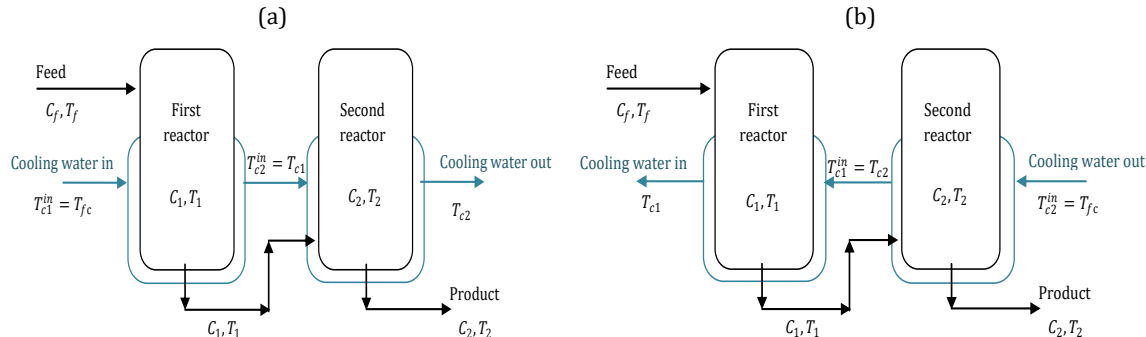 (a)
Feed
C_f, T_f
First
reactor
Second
reactor
Cooling water in
T_{c1}^{in} = T_{fc}
T_{c2}^{in} = T_{c1}
Cooling water out
T_{c2}
C_1, T_1
C_2, T_2
C_1, T_1
Product
C_2, T_2
(b)
Feed
C_f, T_f
First
reactor
Second
reactor
Cooling water in
T_{c1}
T_{c1}^{in} = T_{c2}
Cooling water out
T_{c2}^{in} = T_{fc}
C_1, T_1
C_2, T_2
C_1, T_1
Product
C_2, T_2